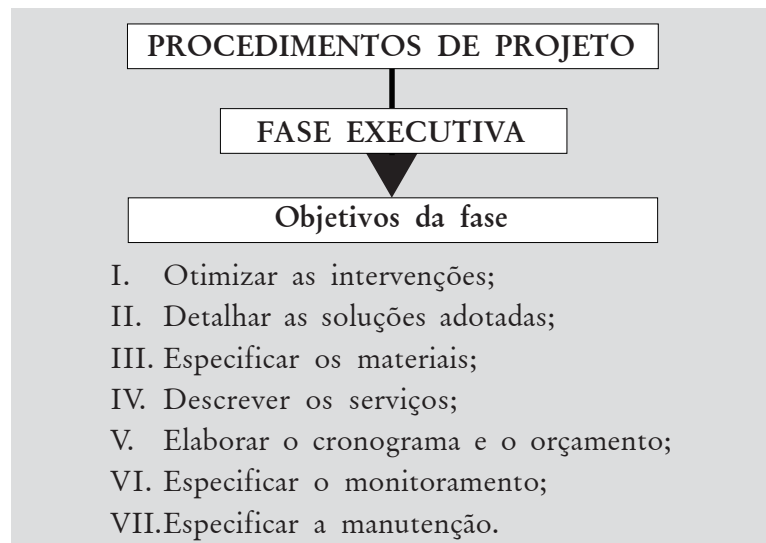 PROCEDIMENTOS DE PROJETO
FASE EXECUTIVA
Objetivos da fase
I. Otimizar as intervenções;
II. Detalhar as soluções adotadas;
III. Especificar os materiais;
IV. Descrever os serviços;
V. Elaborar o cronograma e o orçamento;
VI. Especificar o monitoramento;
VII.Especificar a manutenção.